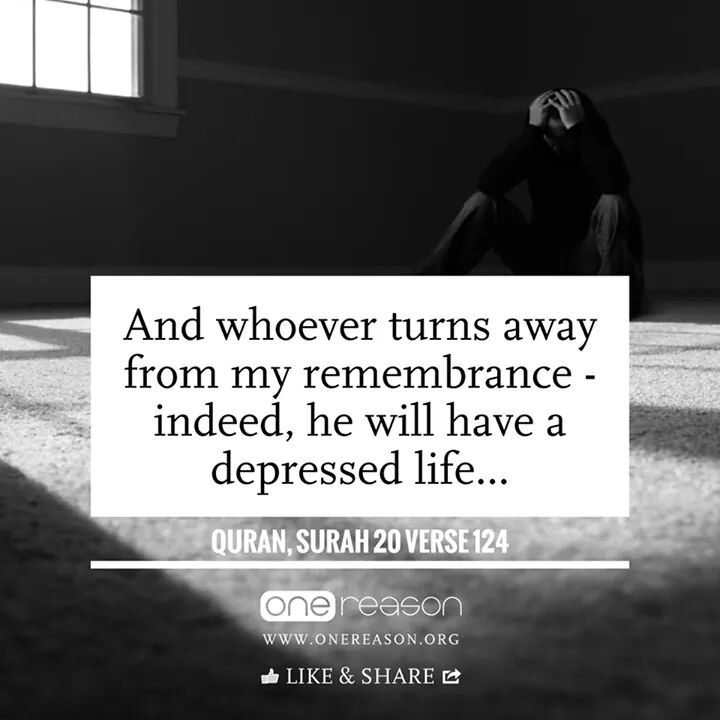 And whoever turns away
from my remembrance -
indeed, he will have a
depressed life...
QURAN, SURAH 20 VERSE 124
one reason
WWW.ONEREASON.ORG
LIKE & SHARE